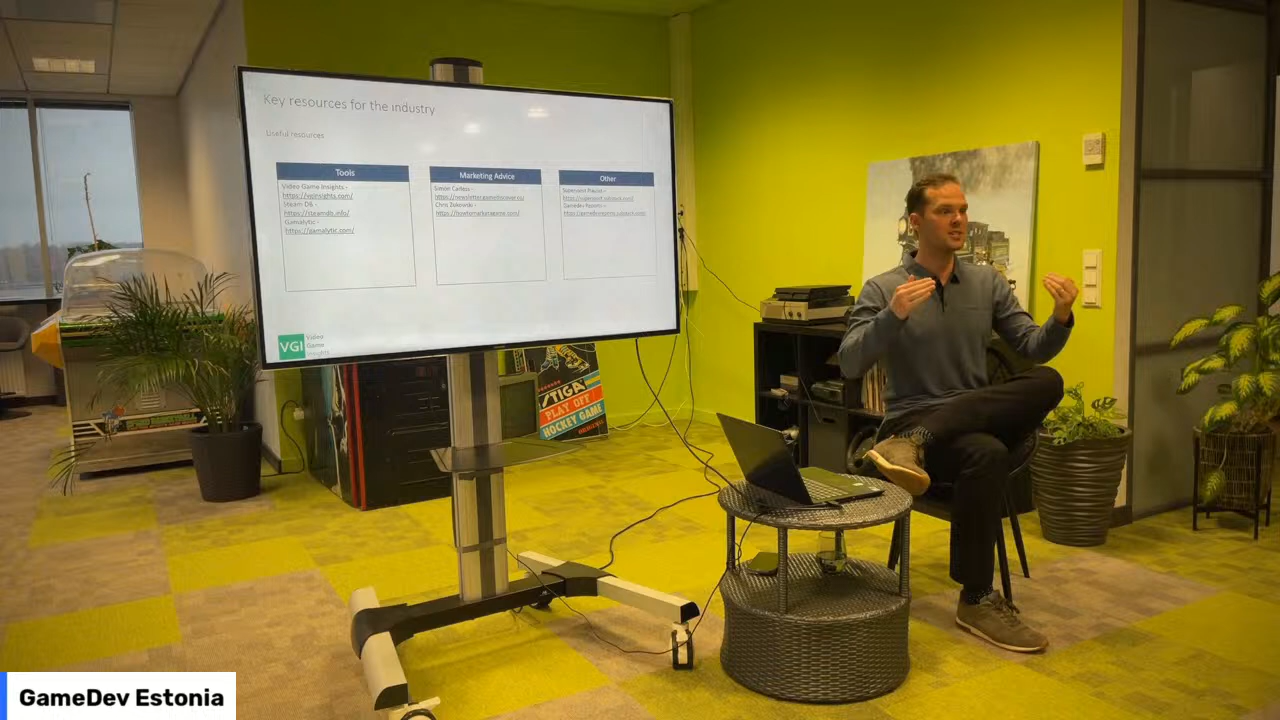 Key resources for the industry
Useful resources
Tools
Video Game Insights -
https://vginsights.com/
Steam DB -
https://steamdb.info/
Gamalytic -
https://gamalytic.com/
Marketing Advice
Simon Carless -
Chris Zukowski -
https://howtomarketagame.com/
Other
VGI
Video
Game
Insights
STIGA
PLAY OFF
HOCKEY GAME
GameDev Estonia